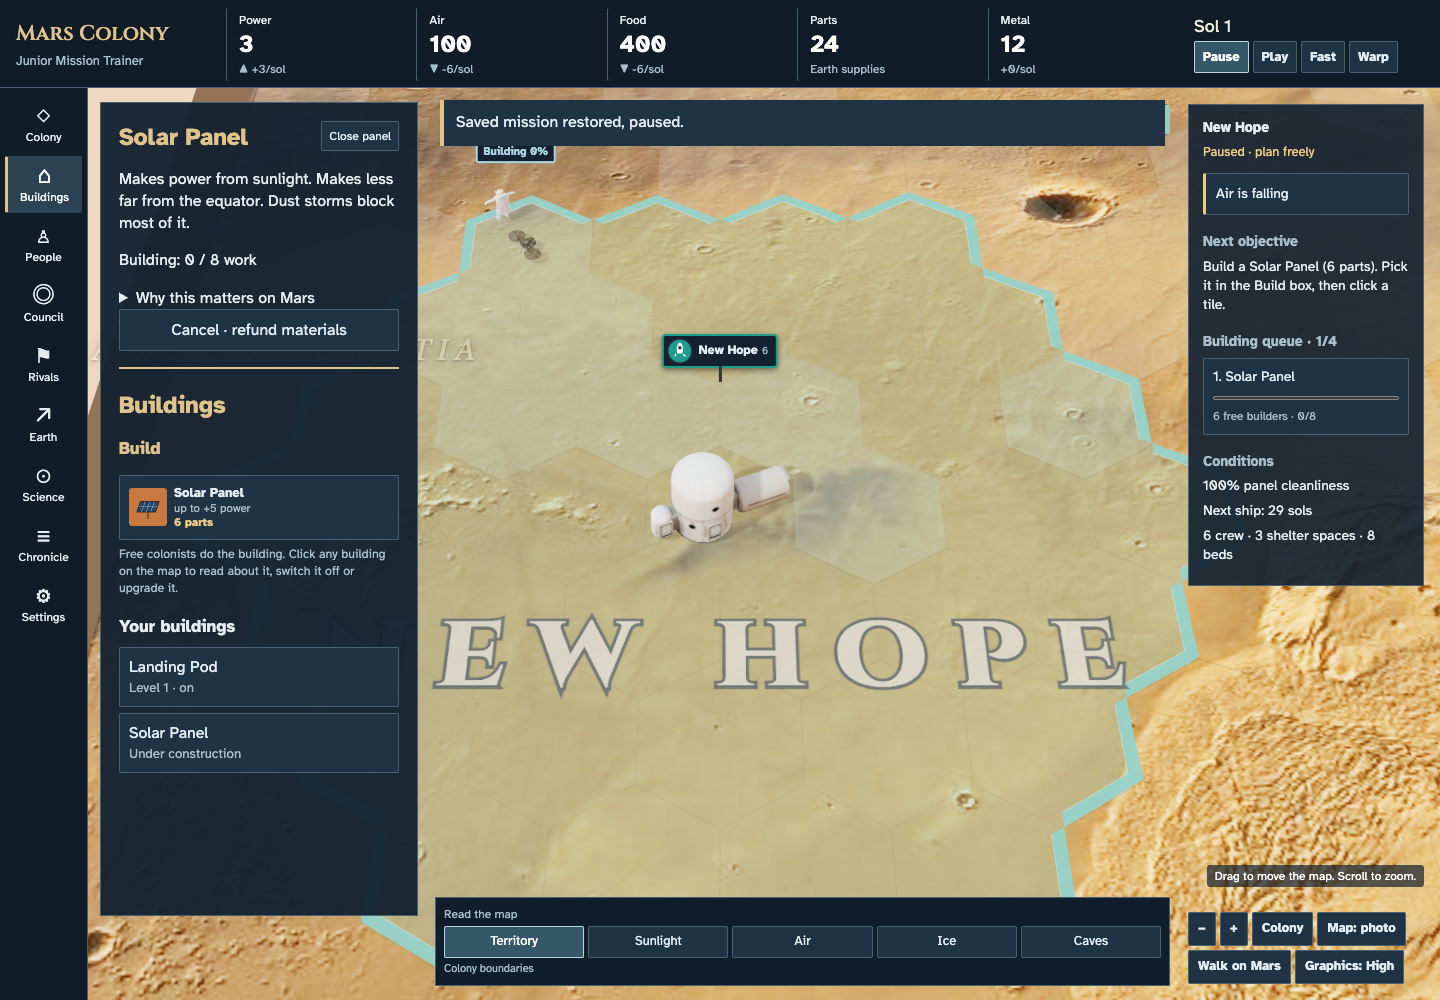 Mars Colony
Junior Mission Trainer
Power
3
▲ +3/sol
Air
100
▼ -6/sol
Food
400
▼ -6/sol
Parts
24
Earth supplies
Metal
12
+0/sol
Sol 1
Pause
Play
Fast
Warp
Colony
Buildings
People
Council
Rivals
Earth
Science
Chronicle
Settings
Solar Panel
Close panel
Makes power from sunlight. Makes less
far from the equator. Dust storms block
most of it.
Building: 0 / 8 work
▶ Why this matters on Mars
Cancel · refund materials
Buildings
Build
Solar Panel
up to +5 power
6 parts
Free colonists do the building. Click any building
on the map to read about it, switch it off or
upgrade it.
Your buildings
Landing Pod
Level 1 · on
Solar Panel
Under construction
Saved mission restored, paused.
Building 0%
TIA
New Hope 6
EW HOPE
Read the map
Territory
Sunlight
Air
Ice
Caves
Colony boundaries
New Hope
Paused · plan freely
Air is falling
Next objective
Build a Solar Panel (6 parts). Pick
it in the Build box, then click a
tile.
Building queue · 1/4
1. Solar Panel
6 free builders · 0/8
Conditions
100% panel cleanliness
Next ship: 29 sols
6 crew · 3 shelter spaces · 8
beds
Drag to move the map. Scroll to zoom.
−
+
Colony
Map: photo
Walk on Mars
Graphics: High